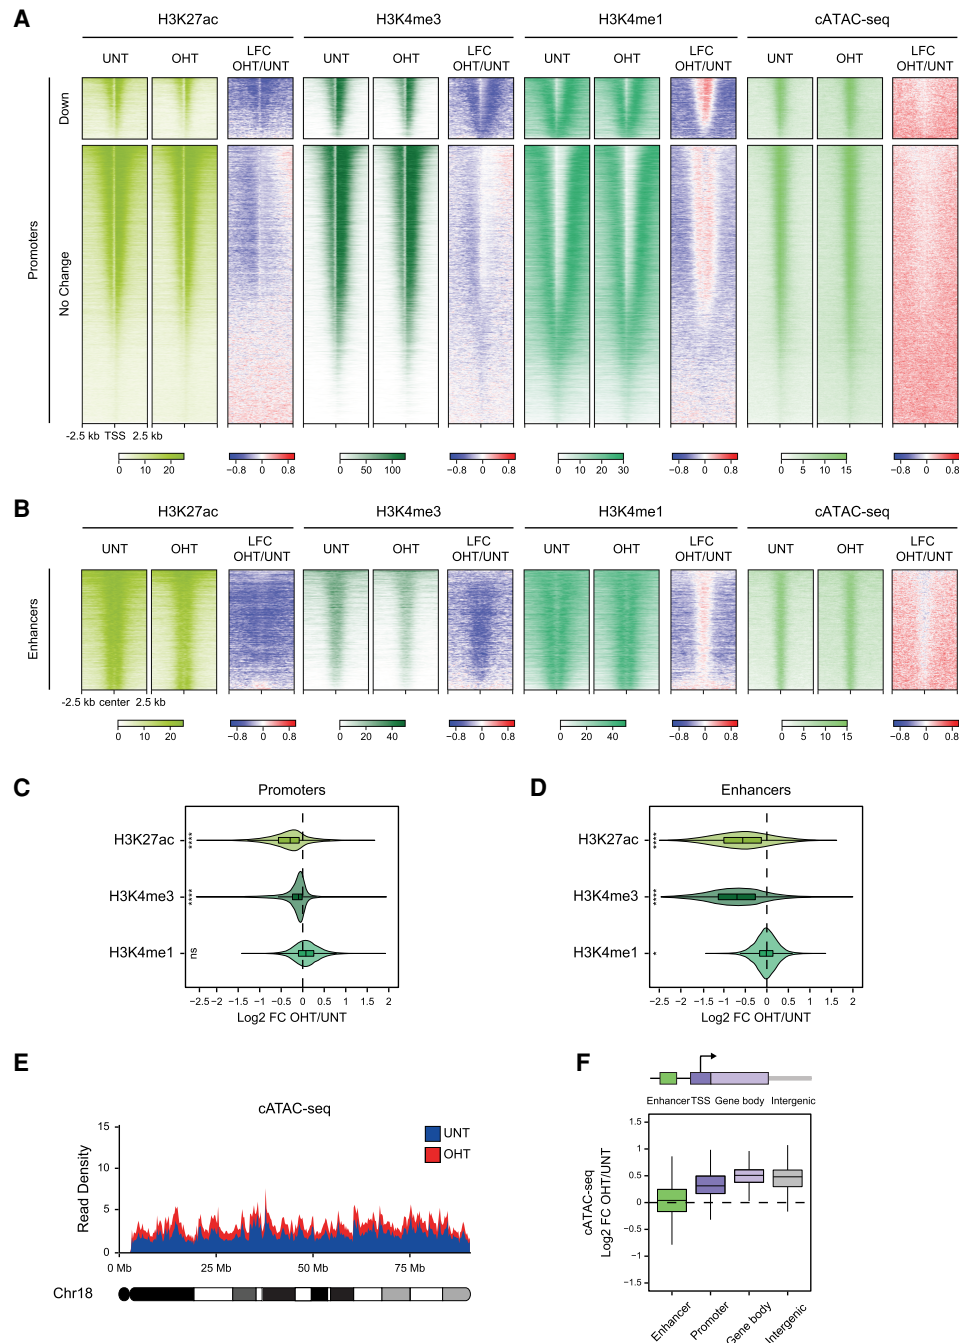 A
H3K27ac H3K4me3 H3K4me1 cATAC-seq
UNT OHT LFC OHT/UNT UNT OHT LFC OHT/UNT UNT OHT LFC OHT/UNT UNT OHT LFC OHT/UNT
Promoters
Down
No Change
-2.5 kb TSS 2.5 kb
0 10 20 −0.8 0 0.8 0 50 100 −0.8 0 0.8 0 10 20 30 −0.8 0 0.8 0 5 10 15 −0.8 0 0.8
B
H3K27ac H3K4me3 H3K4me1 cATAC-seq
UNT OHT LFC OHT/UNT UNT OHT LFC OHT/UNT UNT OHT LFC OHT/UNT UNT OHT LFC OHT/UNT
Enhancers
-2.5 kb center 2.5 kb
0 10 20 −0.8 0 0.8 0 20 40 −0.8 0 0.8 0 20 40 −0.8 0 0.8 0 5 10 15 −0.8 0 0.8
C
Promoters
H3K27ac ****
H3K4me3 ****
H3K4me1 ns
−2.5 −2 −1.5 −1 −0.5 0 0.5 1 1.5 2
Log2 FC OHT/UNT
D
Enhancers
H3K27ac ****
H3K4me3 ****
H3K4me1 *
−2.5 −2 −1.5 −1 −0.5 0 0.5 1 1.5 2
Log2 FC OHT/UNT
E
cATAC-seq
UNT
OHT
Read Density
15
10
5
0
0 Mb 25 Mb 50 Mb 75 Mb
Chr18
F
Enhancer TSS Gene body Intergenic
cATAC-seq
Log2 FC OHT/UNT
1.5
1
0.5
0
−0.5
−1
−1.5
Enhancer Promoter Gene body Intergenic